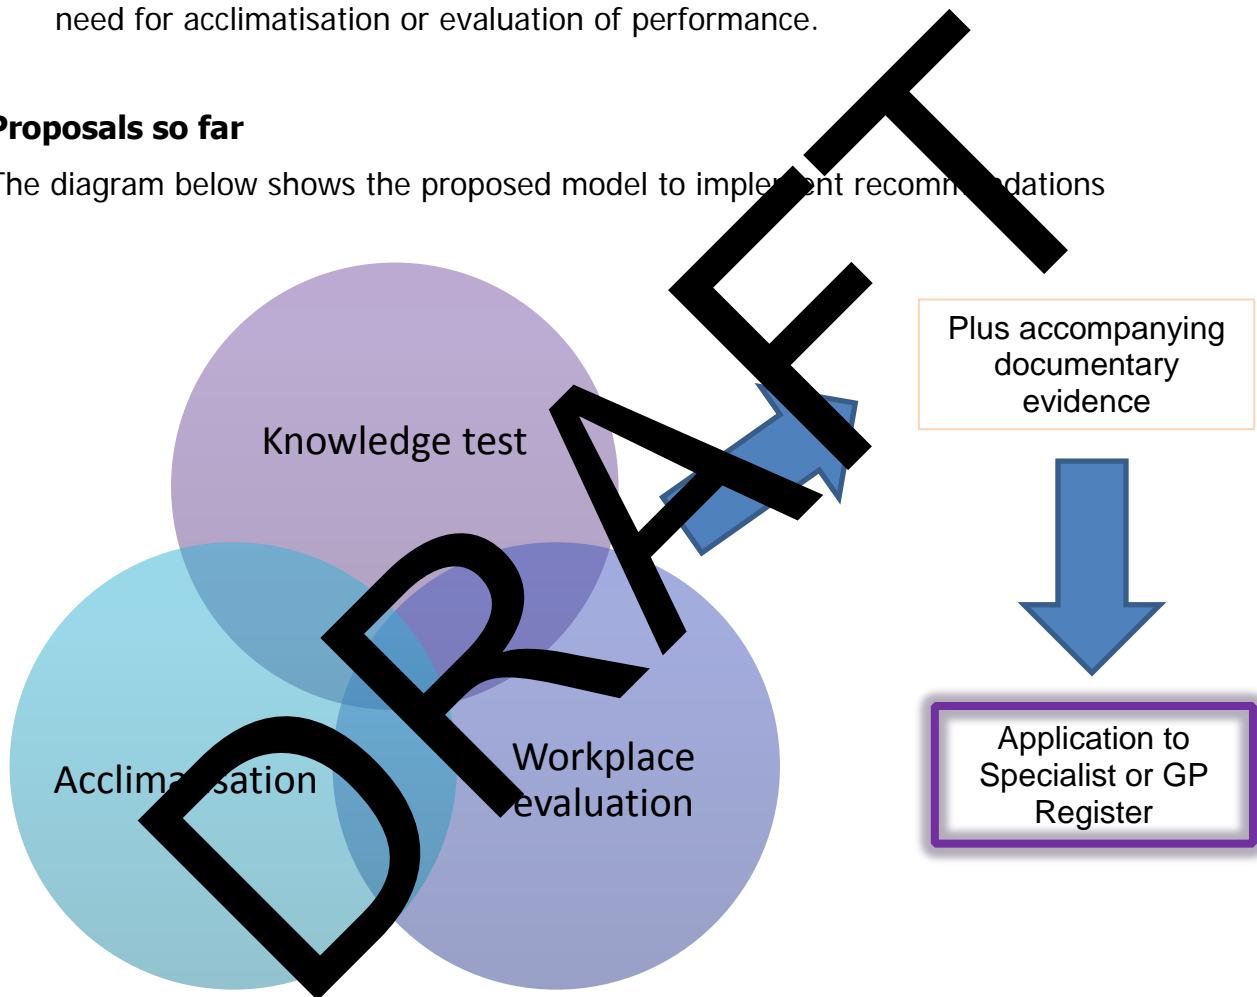 need for acclimatisation or evaluation of performance.
Proposals so far
The diagram below shows the proposed model to implement recommendations
Knowledge test
Plus accompanying
documentary
evidence
Acclimatisation
Workplace
evaluation
Application to
Specialist or GP
Register
DRAFT